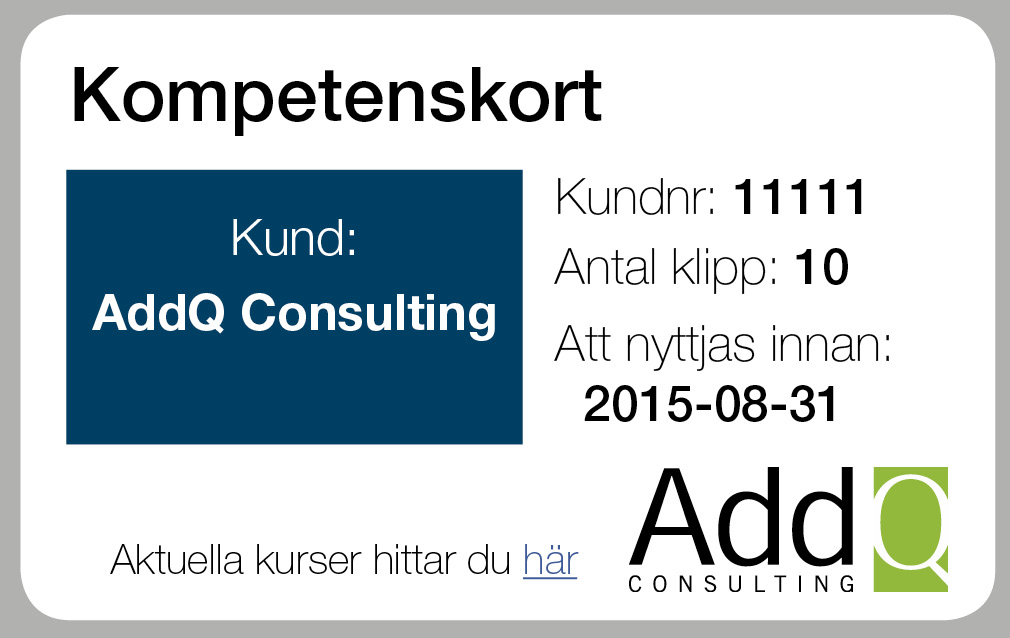 Kompetenskort
Kund:
AddQ Consulting
Kundnr: 11111
Antal klipp: 10
Att nyttjas innan:
2015-08-31
Aktuella kurser hittar du här
AddQ
CONSULTING